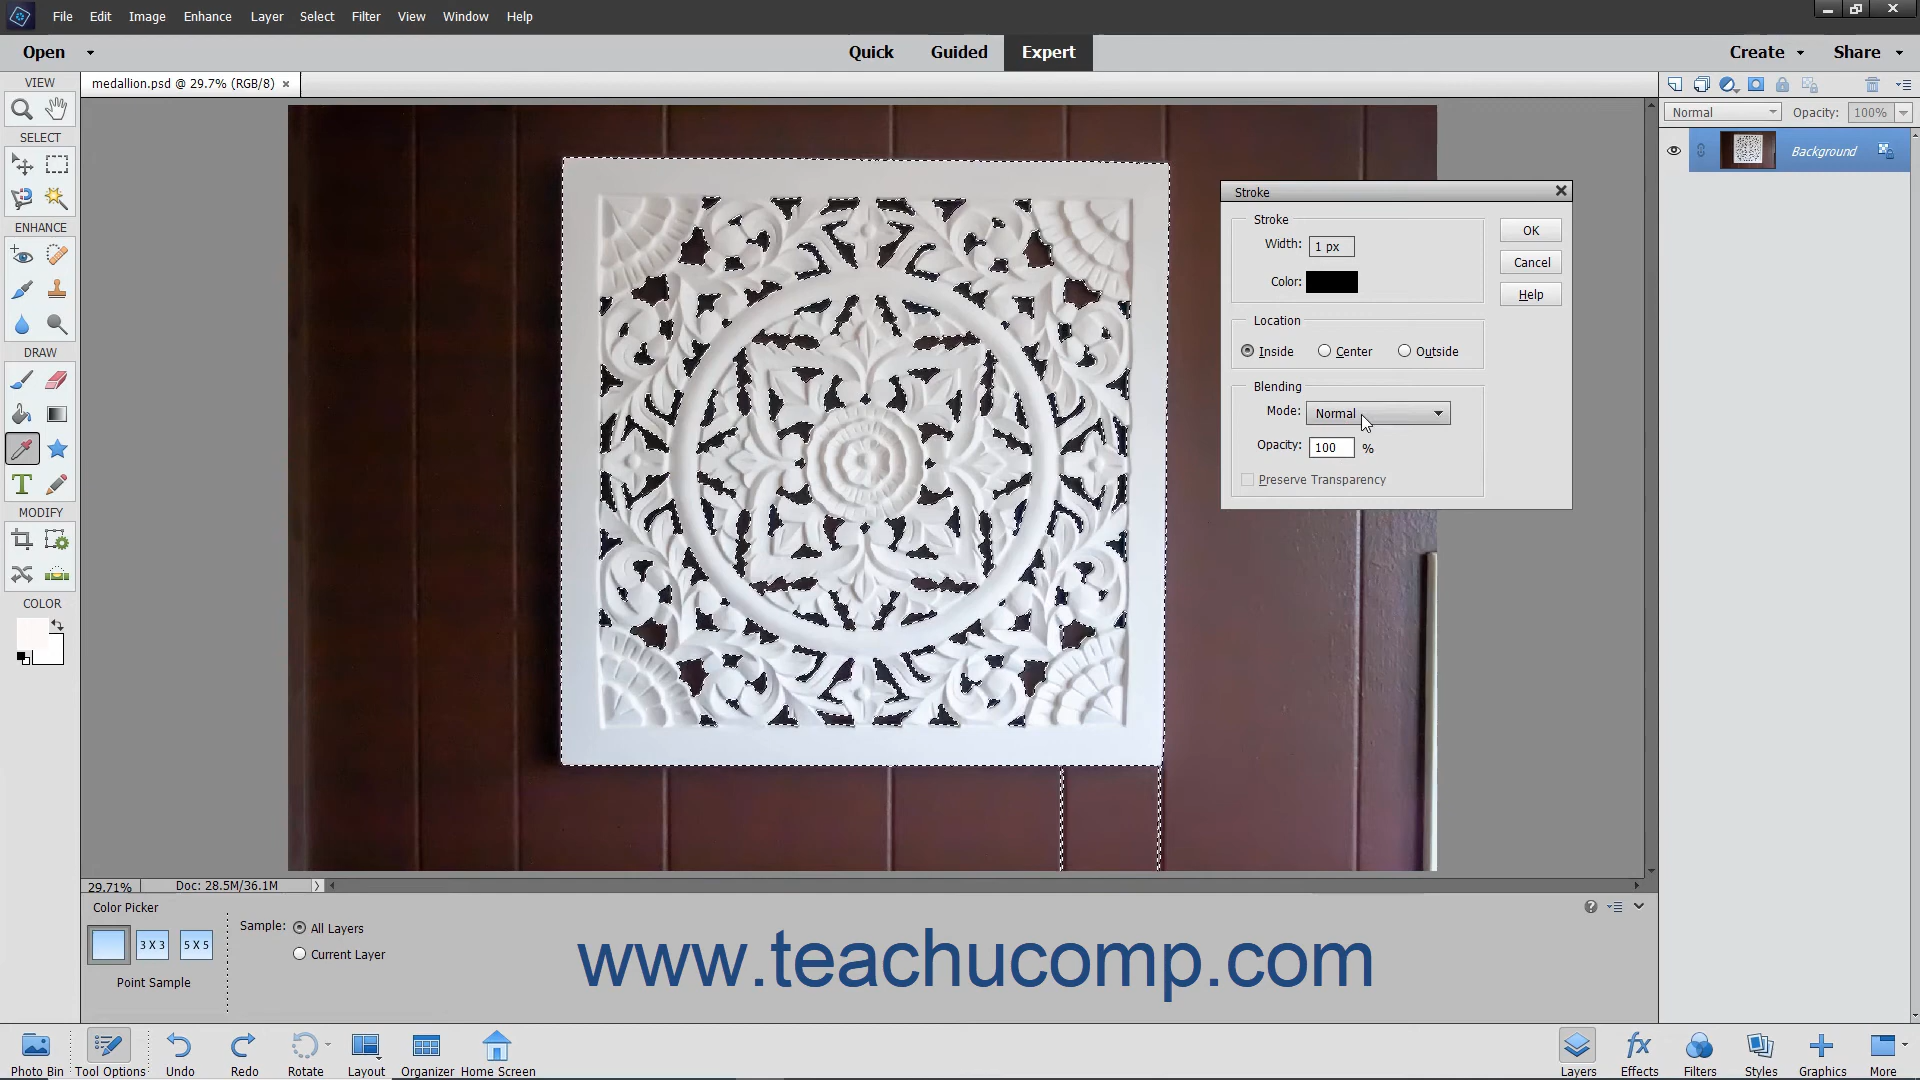 File Edit Image Enhance Layer Select Filter View Window Help
Open Quick Guided Expert Create Share
VIEW
medallion.psd @ 29.7% (RGB/8) ×
Normal Opacity: 100%
Background
SELECT
ENHANCE
DRAW
T
MODIFY
COLOR
Stroke
Stroke
Width: 1 px
Color:
OK
Cancel
Help
Location
Inside Center Outside
Blending
Mode: Normal
Opacity: 100 %
Preserve Transparency
29.71% Doc: 28.5M/36.1M
Color Picker
3 X 3 5 X 5
Point Sample
Sample: All Layers
Current Layer
www.teachucomp.com
Photo Bin Tool Options Undo Redo Rotate Layout Organizer Home Screen
fx
Layers Effects Filters Styles Graphics More